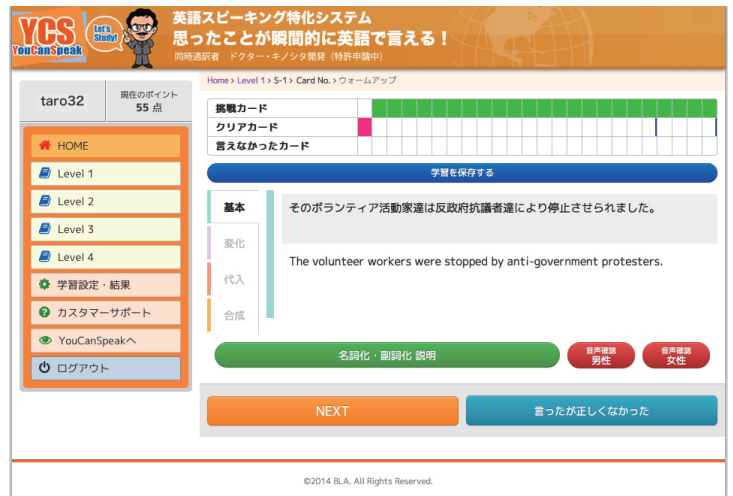 YCS
YouCanSpeak
Let's
Study!
英語スピーキング特化システム
思ったことが瞬間的に英語で言える！
同時通訳者 ドクター・キノシタ開発（特許申請中）
Home > Level 1 > S-1 > Card No. > ウォームアップ
taro32
現在のポイント
55 点
HOME
Level 1
Level 2
Level 3
Level 4
学習設定・結果
カスタマーサポート
YouCanSpeakへ
ログアウト
挑戦カード
クリアカード
言えなかったカード
学習を保存する
基本
変化
代入
合成
そのボランティア活動家達は反政府抗議者達により停止させられました。
The volunteer workers were stopped by anti-government protesters.
名詞化・副詞化 説明
音声確認
男性
音声確認
女性
NEXT
言ったが正しくなかった
©2014 BLA. All Rights Reserved.